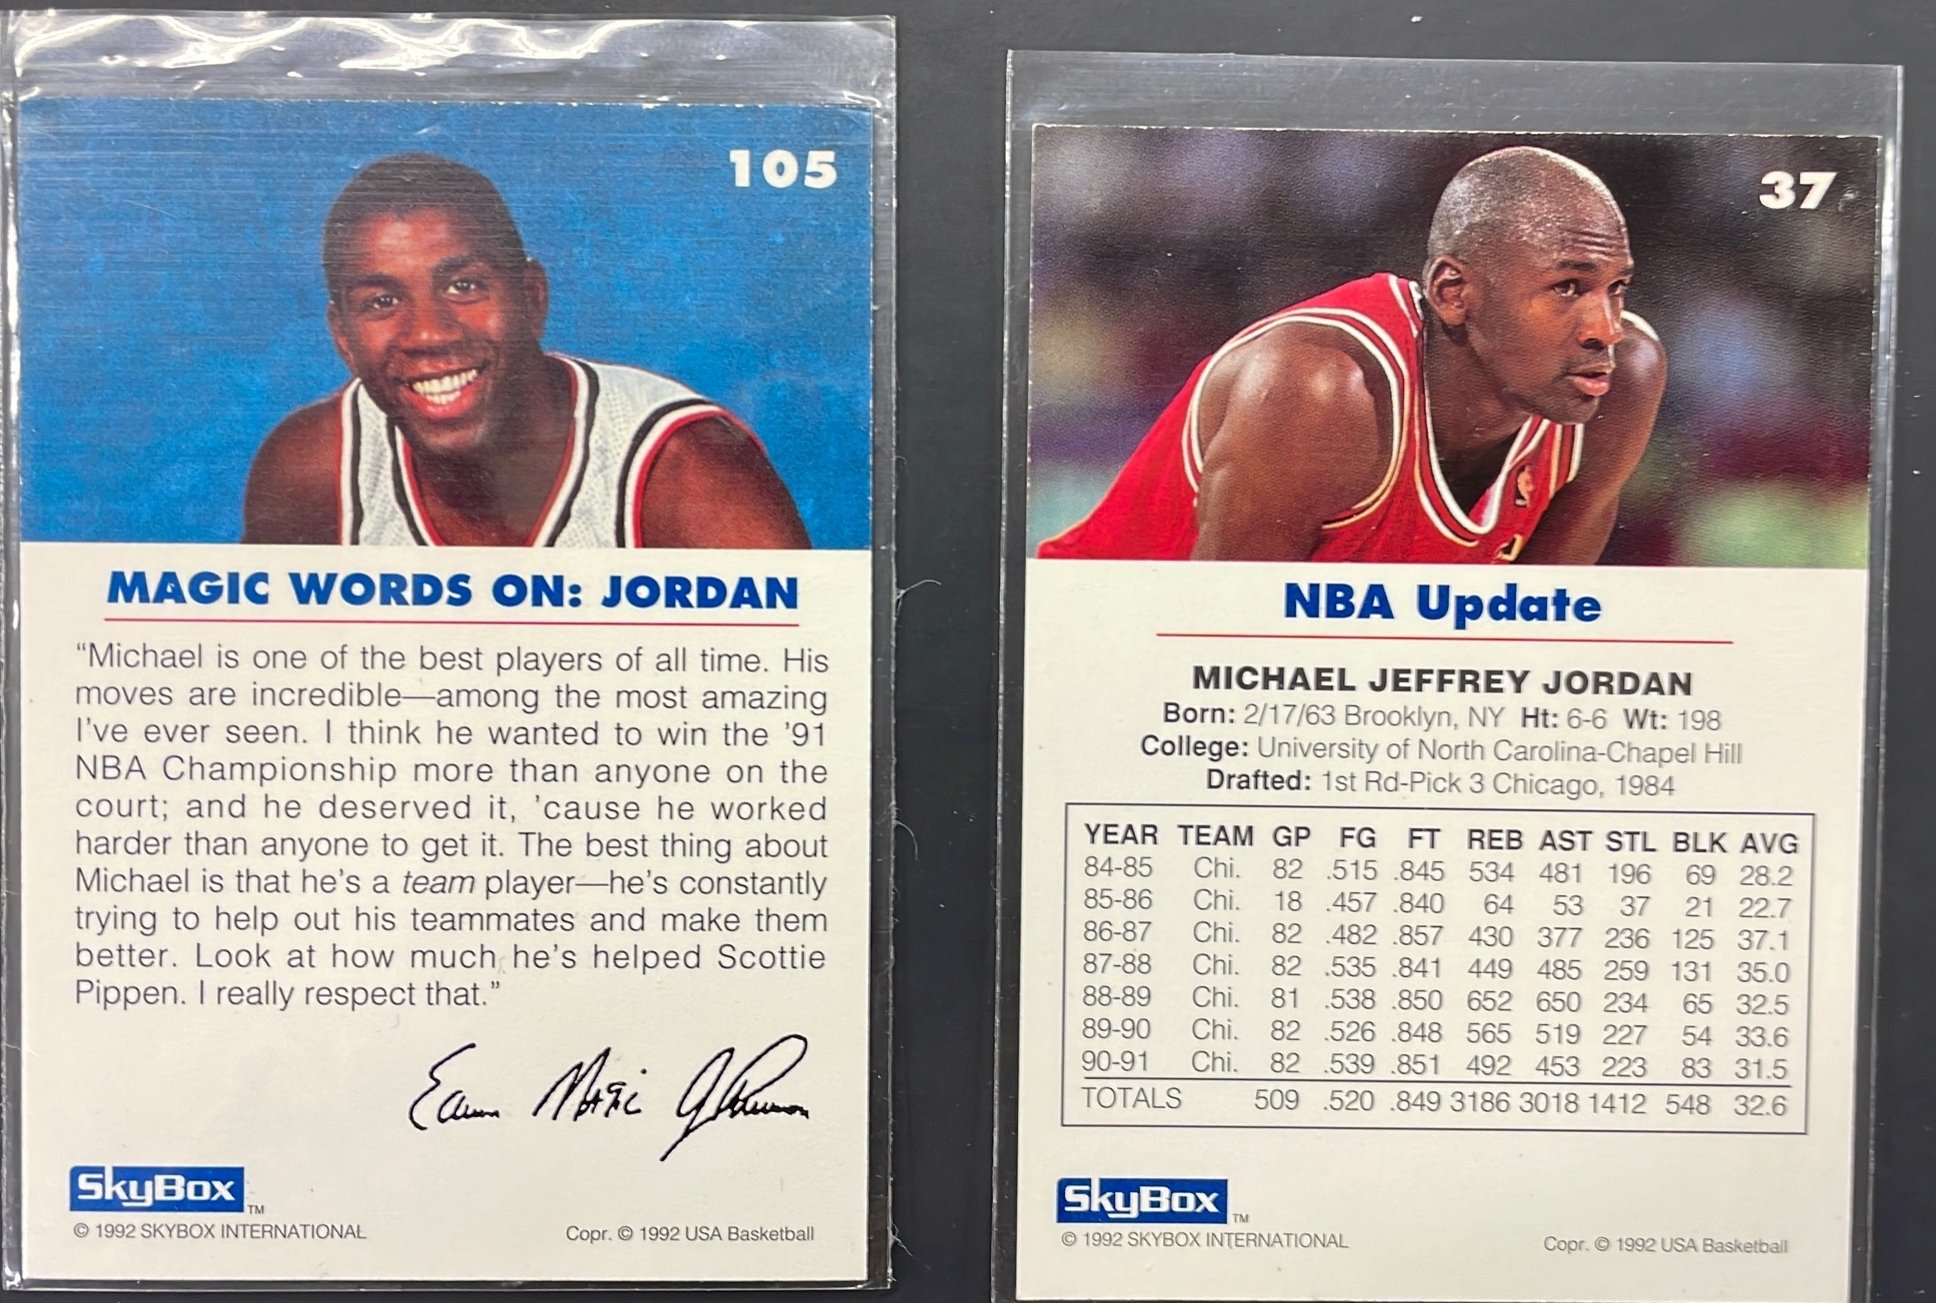 105
MAGIC WORDS ON: JORDAN
“Michael is one of the best players of all time. His
moves are incredible—among the most amazing
I've ever seen. I think he wanted to win the '91
NBA Championship more than anyone on the
court; and he deserved it, 'cause he worked
harder than anyone to get it. The best thing about
Michael is that he's a team player—he's constantly
trying to help out his teammates and make them
better. Look at how much he's helped Scottie
Pippen. I really respect that.”
Earvin Magic Johnson
SkyBox TM
© 1992 SKYBOX INTERNATIONAL Copr. © 1992 USA Basketball
37
NBA Update
MICHAEL JEFFREY JORDAN
Born: 2/17/63 Brooklyn, NY Ht: 6-6 Wt: 198
College: University of North Carolina-Chapel Hill
Drafted: 1st Rd-Pick 3 Chicago, 1984
YEAR TEAM GP FG FT REB AST STL BLK AVG
84-85 Chi. 82 .515 .845 534 481 196 69 28.2
85-86 Chi. 18 .457 .840 64 53 37 21 22.7
86-87 Chi. 82 .482 .857 430 377 236 125 37.1
87-88 Chi. 82 .535 .841 449 485 259 131 35.0
88-89 Chi. 81 .538 .850 652 650 234 65 32.5
89-90 Chi. 82 .526 .848 565 519 227 54 33.6
90-91 Chi. 82 .539 .851 492 453 223 83 31.5
TOTALS 509 .520 .849 3186 3018 1412 548 32.6
SkyBox TM
© 1992 SKYBOX INTERNATIONAL Copr. © 1992 USA Basketball